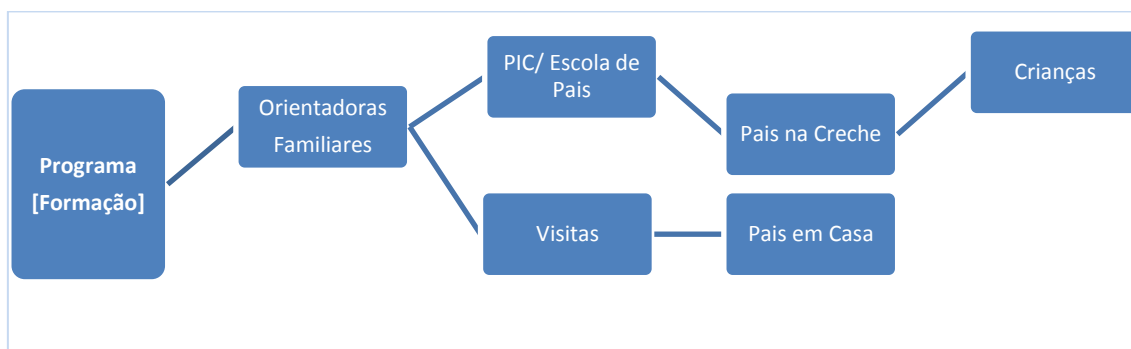 Programa
[Formação]
Orientadoras
Familiares
PIC/ Escola de
Pais
Visitas
Pais na Creche
Pais em Casa
Crianças